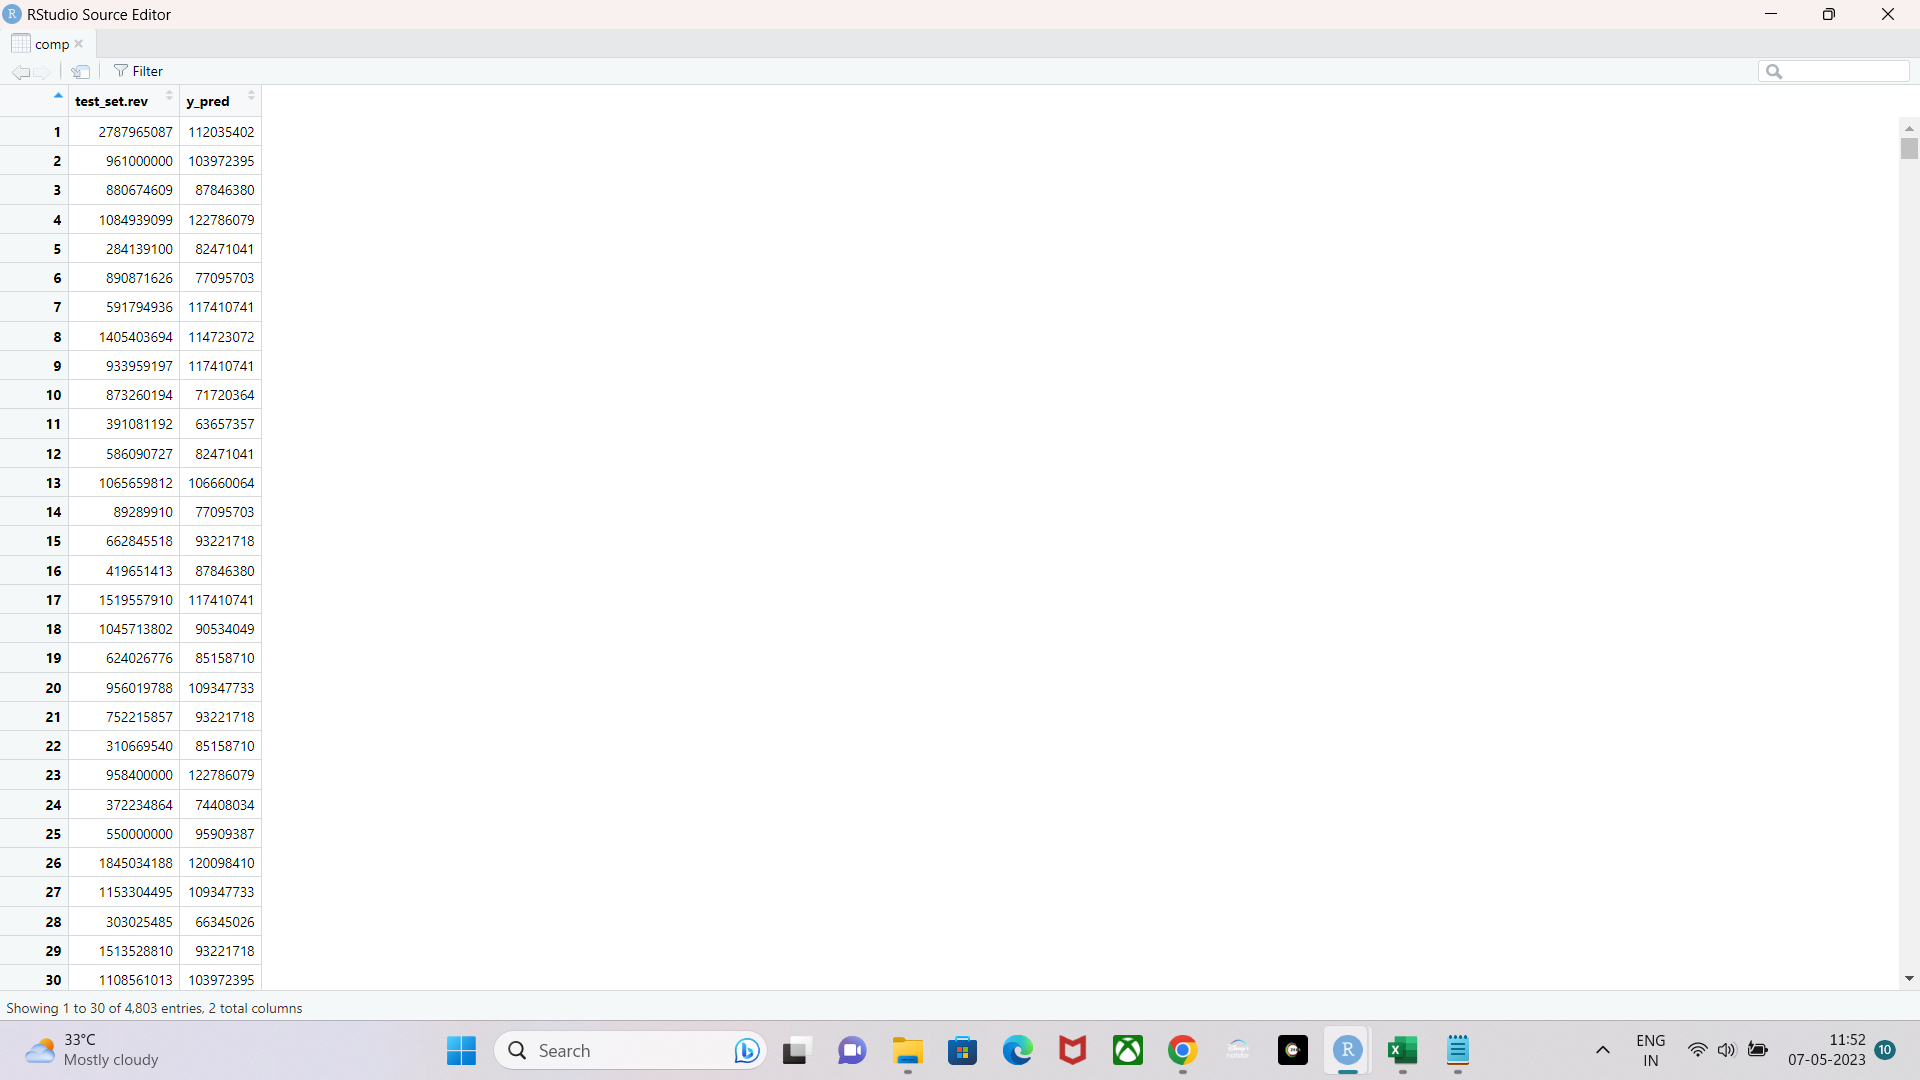 RStudio Source Editor
comp
Filter
test_set.rev y_pred
1 2787965087 112035402
2 961000000 103972395
3 880674609 87846380
4 1084939099 122786079
5 284139100 82471041
6 890871626 77095703
7 591794936 117410741
8 1405403694 114723072
9 933959197 117410741
10 873260194 71720364
11 391081192 63657357
12 586090727 82471041
13 1065659812 106660064
14 89289910 77095703
15 662845518 93221718
16 419651413 87846380
17 1519557910 117410741
18 1045713802 90534049
19 624026776 85158710
20 956019788 109347733
21 752215857 93221718
22 310669540 85158710
23 958400000 122786079
24 372234864 74408034
25 550000000 95909387
26 1845034188 120098410
27 1153304495 109347733
28 303025485 66345026
29 1513528810 93221718
30 1108561013 103972395
Showing 1 to 30 of 4,803 entries, 2 total columns
33°C
Mostly cloudy
Search
ENG
IN
11:52
07-05-2023
10